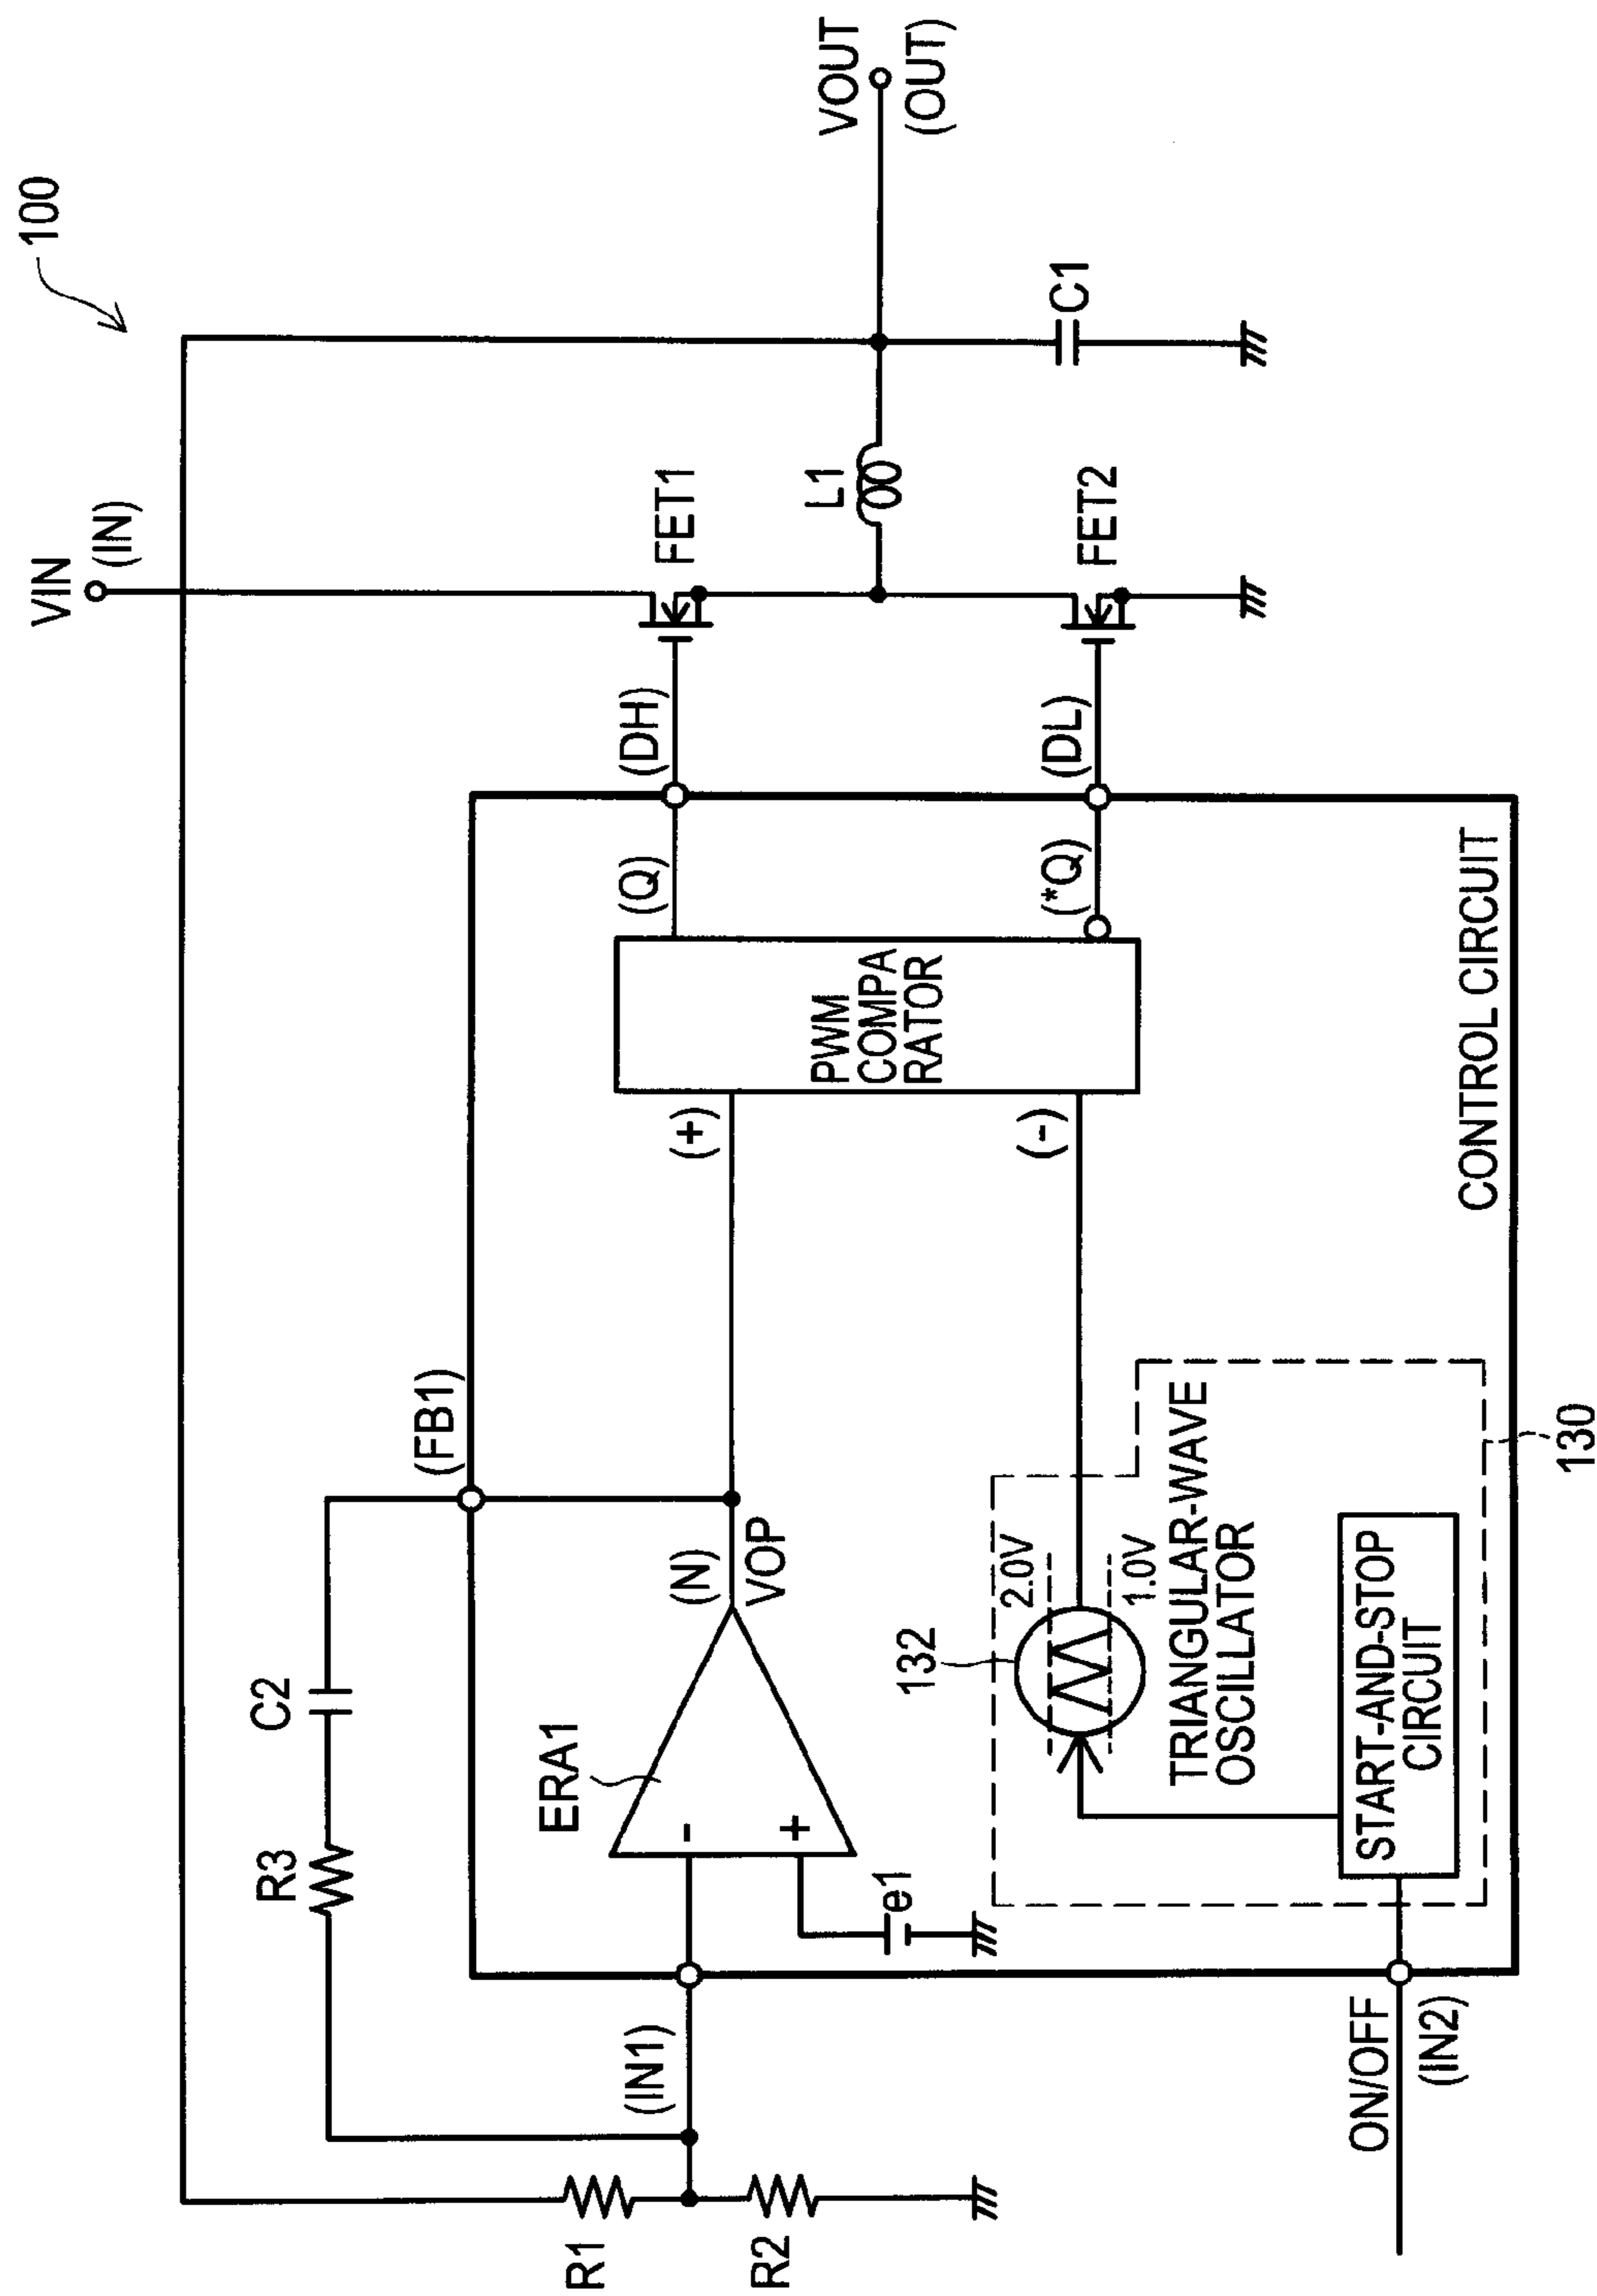 100
VIN
(IN)
VOUT
(OUT)
C1
L1
FET1
FET2
(DH)
(DL)
(Q)
(*Q)
PWM
COMPA
RATOR
(+)
(-)
CONTROL CIRCUIT
(FB1)
C2
R3
(N)
VOP
ERA1
-
+
e1
132
2.0V
1.0V
TRIANGULAR-WAVE
OSCILLATOR
START-AND-STOP
CIRCUIT
130
(IN1)
R1
R2
ON/OFF
(IN2)